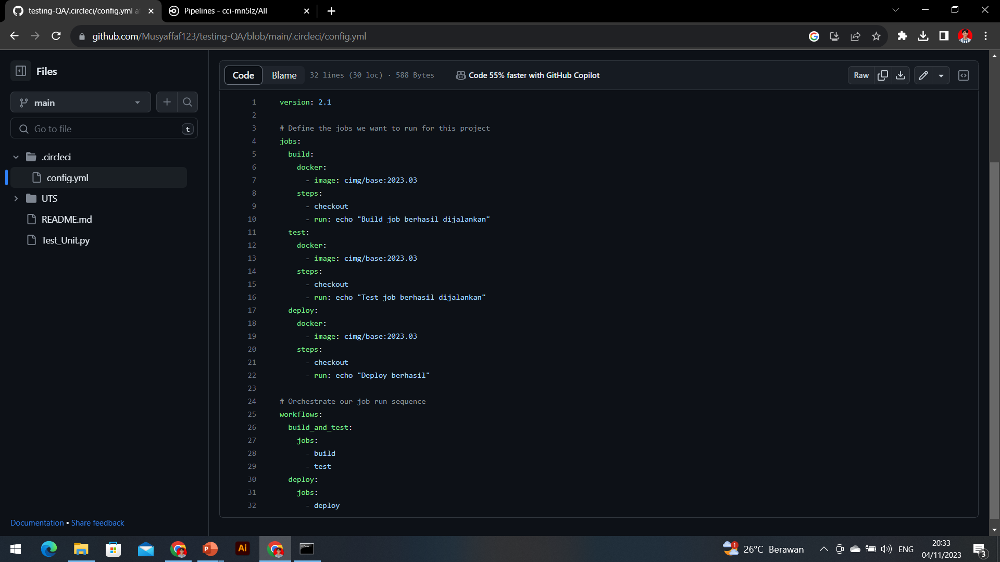 testing-QA/.circleci/config.yml a
Pipelines - cci-mn5lz/All
github.com/Musyaffaf123/testing-QA/blob/main/.circleci/config.yml
Files
main
Go to file
t
.circleci
config.yml
UTS
README.md
Test_Unit.py
Documentation • Share feedback
Code
Blame
32 lines (30 loc) · 588 Bytes
Code 55% faster with GitHub Copilot
Raw
1 version: 2.1
2
3 # Define the jobs we want to run for this project
4 jobs:
5   build:
6     docker:
7       - image: cimg/base:2023.03
8     steps:
9       - checkout
10       - run: echo "Build job berhasil dijalankan"
11   test:
12     docker:
13       - image: cimg/base:2023.03
14     steps:
15       - checkout
16       - run: echo "Test job berhasil dijalankan"
17   deploy:
18     docker:
19       - image: cimg/base:2023.03
20     steps:
21       - checkout
22       - run: echo "Deploy berhasil"
23
24 # Orchestrate our job run sequence
25 workflows:
26   build_and_test:
27     jobs:
28       - build
29       - test
30   deploy:
31     jobs:
32       - deploy
P
Ai
1
26°C Berawan
ENG
20:33
04/11/2023
3